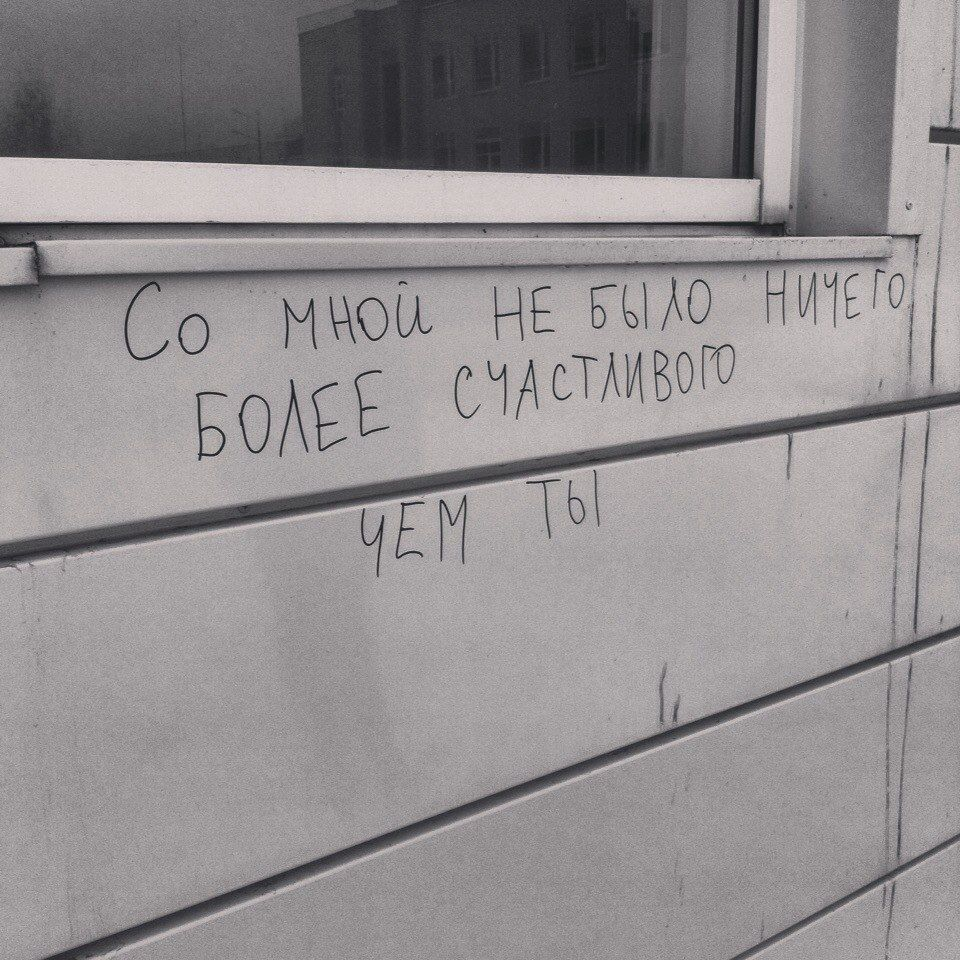 Со мной не было ничего
более счастливого
чем ты